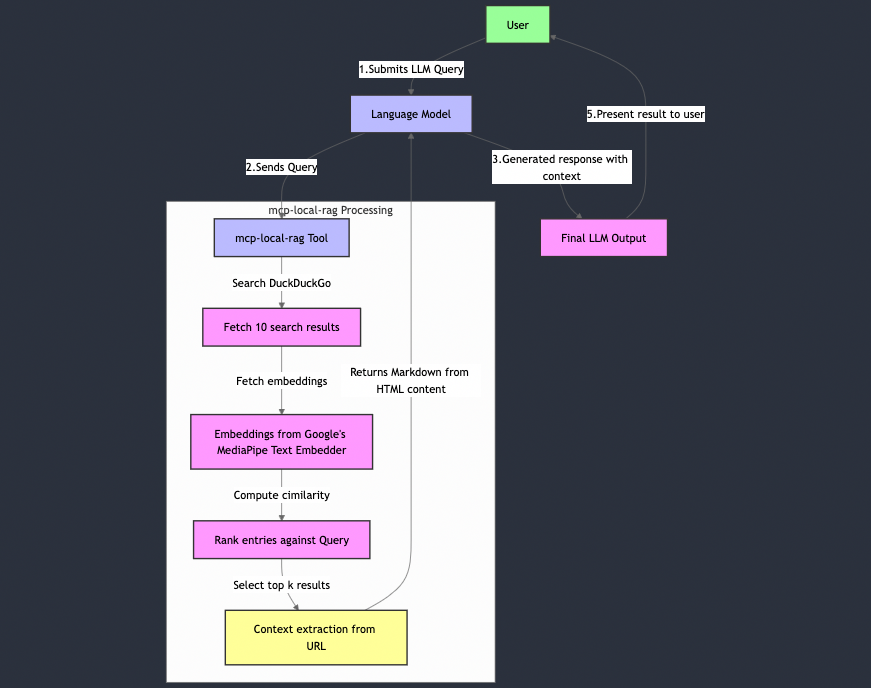 User
1.Submits LLM Query
Language Model
5.Present result to user
2.Sends Query
3.Generated response with
context
mcp-local-rag Processing
mcp-local-rag Tool
Final LLM Output
Search DuckDuckGo
Fetch 10 search results
Fetch embeddings
Returns Markdown from
HTML content
Embeddings from Google's
MediaPipe Text Embedder
Compute cimilarity
Rank entries against Query
Select top k results
Context extraction from
URL